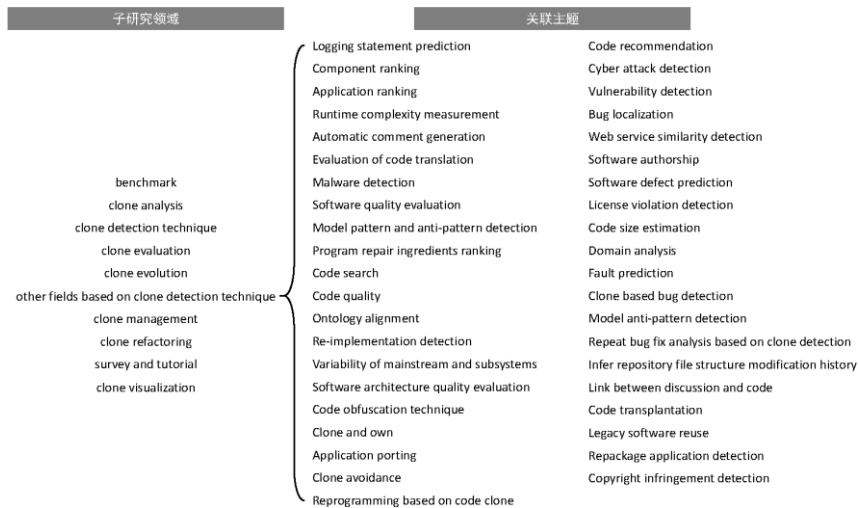 子研究领域
关联主题
benchmark
clone analysis
clone detection technique
clone evaluation
clone evolution
other fields based on clone detection technique
clone management
clone refactoring
survey and tutorial
clone visualization
Logging statement prediction
Component ranking
Application ranking
Runtime complexity measurement
Automatic comment generation
Evaluation of code translation
Malware detection
Software quality evaluation
Model pattern and anti-pattern detection
Program repair ingredients ranking
Code search
Code quality
Ontology alignment
Re-implementation detection
Variability of mainstream and subsystems
Software architecture quality evaluation
Code obfuscation technique
Clone and own
Application porting
Clone avoidance
Reprogramming based on code clone
Code recommendation
Cyber attack detection
Vulnerability detection
Bug localization
Web service similarity detection
Software authorship
Software defect prediction
License violation detection
Code size estimation
Domain analysis
Fault prediction
Clone based bug detection
Model anti-pattern detection
Repeat bug fix analysis based on clone detection
Infer repository file structure modification history
Link between discussion and code
Code transplantation
Legacy software reuse
Repackage application detection
Copyright infringement detection